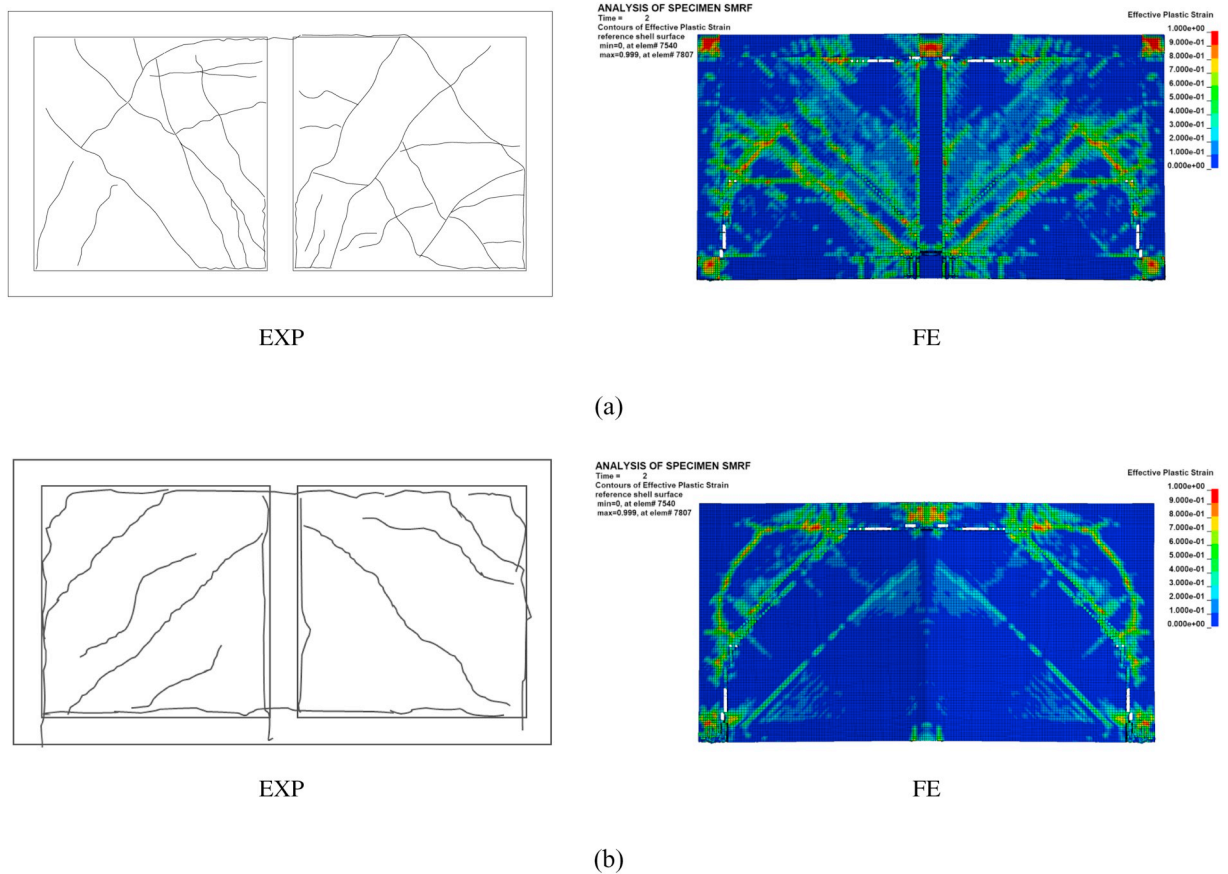 ANALYSIS OF SPECIMEN SMRF
Time = 2
Contours of Effective Plastic Strain
reference shell surface
min=0, at elem# 7540
max=0.999, at elem# 7807
Effective Plastic Strain
1.000e+00
9.000e-01
8.000e-01
7.000e-01
6.000e-01
5.000e-01
4.000e-01
3.000e-01
2.000e-01
1.000e-01
0.000e+00
EXP
FE
(a)
ANALYSIS OF SPECIMEN SMRF
Time = 2
Contours of Effective Plastic Strain
reference shell surface
min=0, at elem# 7540
max=0.999, at elem# 7807
Effective Plastic Strain
1.000e+00
9.000e-01
8.000e-01
7.000e-01
6.000e-01
5.000e-01
4.000e-01
3.000e-01
2.000e-01
1.000e-01
0.000e+00
EXP
FE
(b)